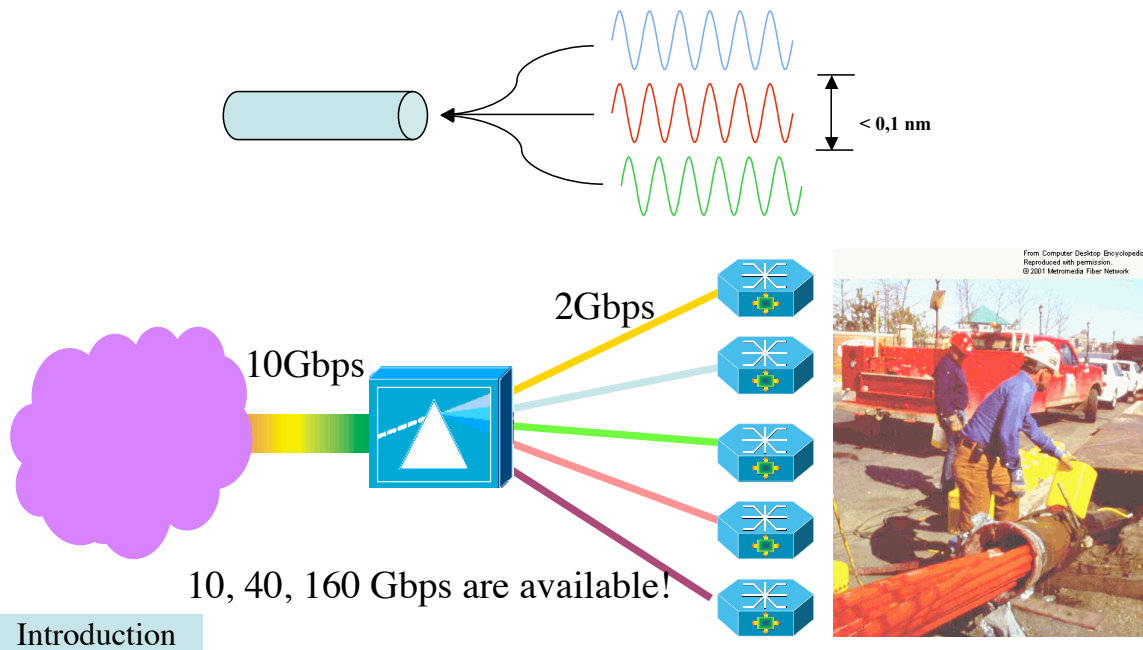 < 0,1 nm
From Computer Desktop Encyclopedia
Reproduced with permission.
© 2001 Metromedia Fiber Network
2Gbps
10Gbps
10, 40, 160 Gbps are available!
Introduction